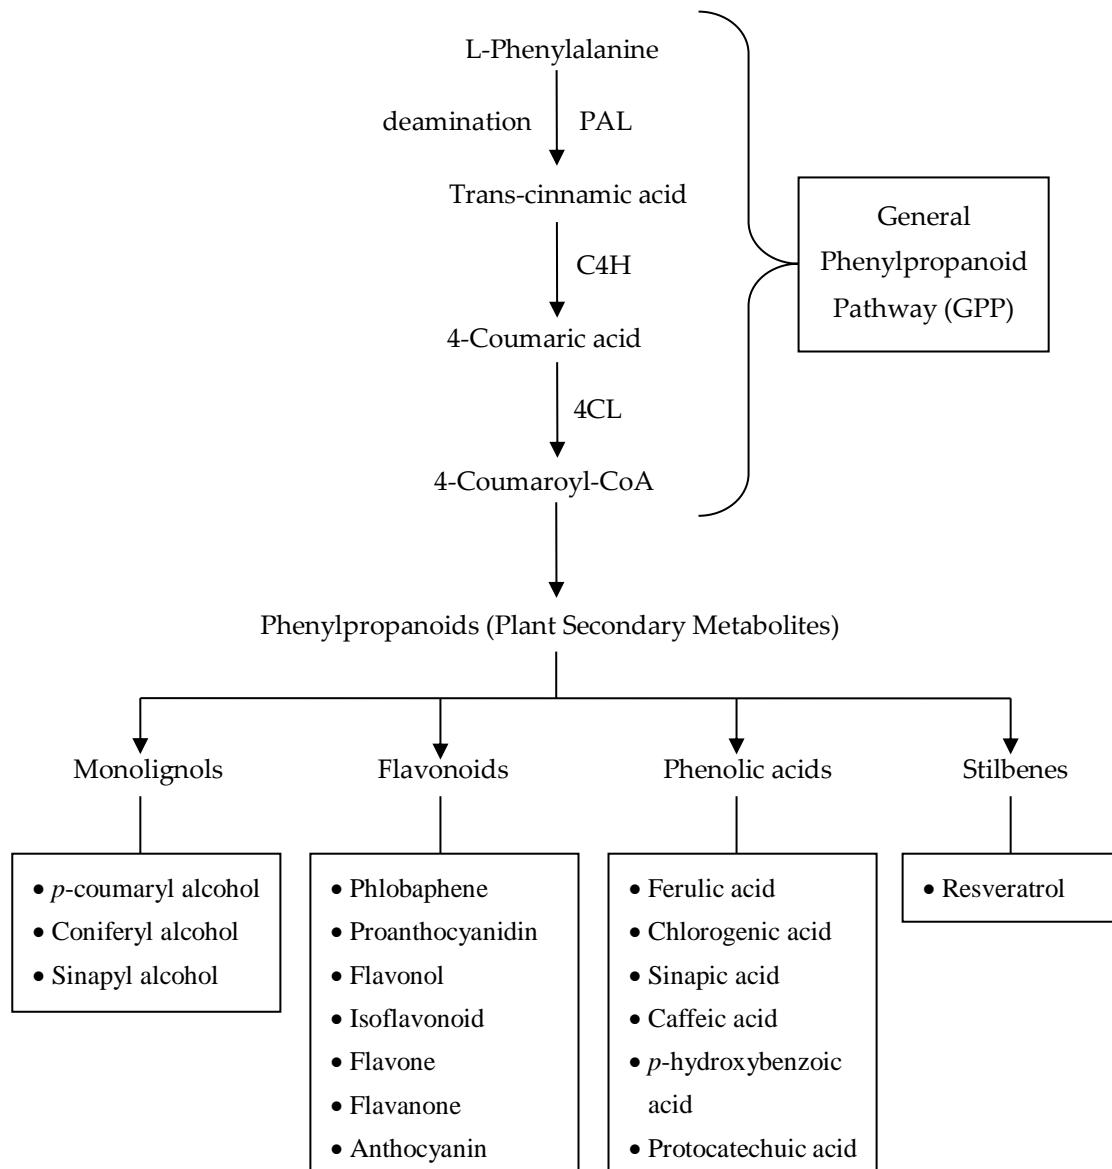 L-Phenylalanine
deamination PAL
Trans-cinnamic acid
General
Phenylpropanoid
Pathway (GPP)
C4H
4-Coumaric acid
4CL
4-Coumaroyl-CoA
Phenylpropanoids (Plant Secondary Metabolites)
Monolignols
Flavonoids
Phenolic acids
Stilbenes
• p-coumaryl alcohol
• Coniferyl alcohol
• Sinapyl alcohol
• Phlobaphene
• Proanthocyanidin
• Flavonol
• Isoflavonoid
• Flavone
• Flavanone
• Anthocyanin
• Ferulic acid
• Chlorogenic acid
• Sinapic acid
• Caffeic acid
• p-hydroxybenzoic
acid
• Protocatechuic acid
• Resveratrol